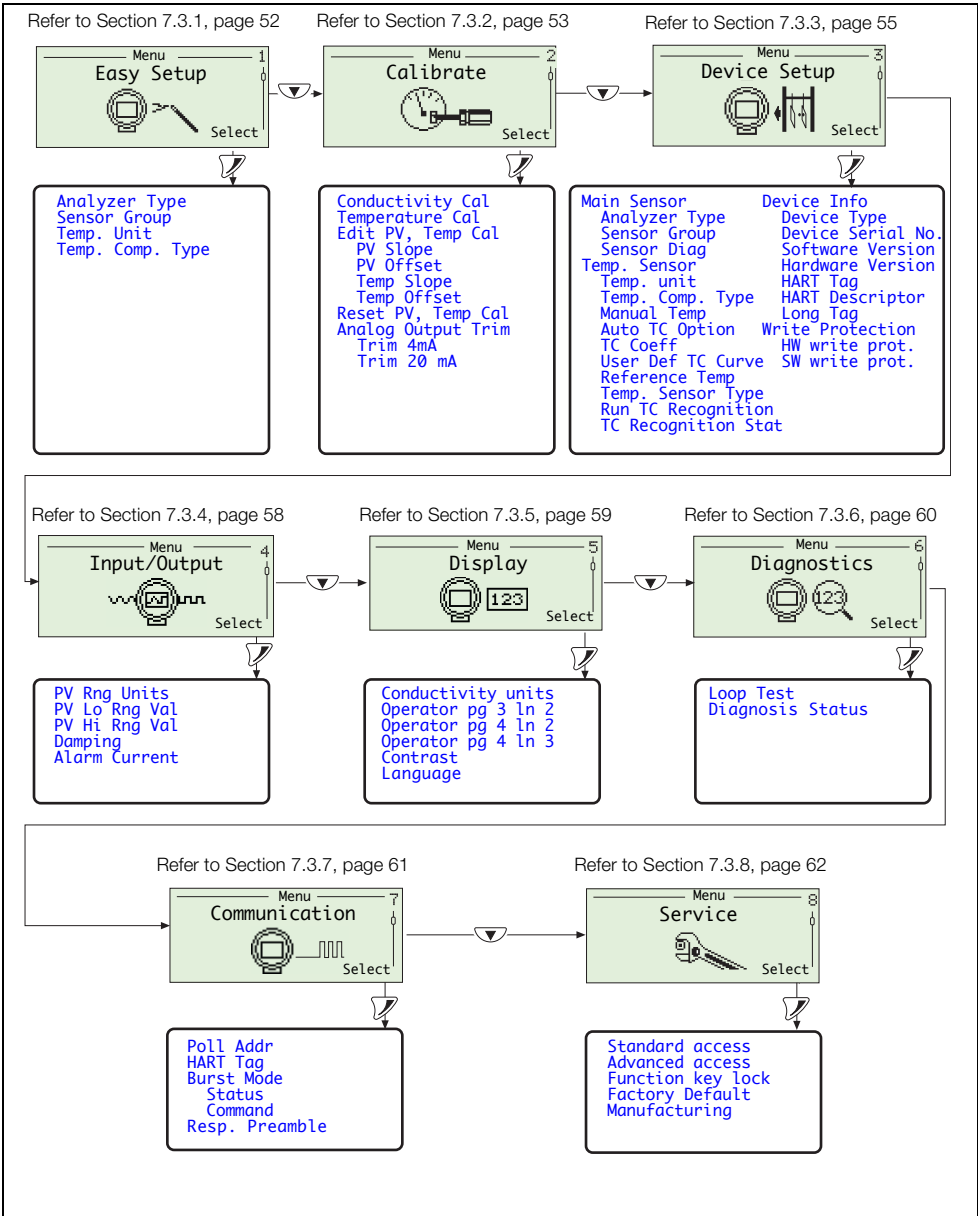 Refer to Section 7.3.1, page 52
Refer to Section 7.3.2, page 53
Refer to Section 7.3.3, page 55
Menu 1
Easy Setup
Select
Menu 2
Calibrate
Select
Menu 3
Device Setup
Select
Analyzer Type
Sensor Group
Temp. Unit
Temp. Comp. Type
Conductivity Cal
Temperature Cal
Edit PV, Temp Cal
PV Slope
PV Offset
Temp Slope
Temp Offset
Reset PV, Temp Cal
Analog Output Trim
Trim 4mA
Trim 20 mA
Main Sensor
Analyzer Type
Sensor Group
Sensor Diag
Temp. Sensor
Temp. unit
Temp. Comp. Type
Manual Temp
Auto TC Option
TC Coeff
User Def TC Curve
Reference Temp
Temp. Sensor Type
Run TC Recognition
TC Recognition Stat
Device Info
Device Type
Device Serial No.
Software Version
Hardware Version
HART Tag
HART Descriptor
Long Tag
Write Protection
HW write prot.
SW write prot.
Refer to Section 7.3.4, page 58
Refer to Section 7.3.5, page 59
Refer to Section 7.3.6, page 60
Menu 4
Input/Output
Select
Menu 5
Display
123
Select
Menu 6
Diagnostics
123
Select
PV Rng Units
PV Lo Rng Val
PV Hi Rng Val
Damping
Alarm Current
Conductivity units
Operator pg 3 ln 2
Operator pg 4 ln 2
Operator pg 4 ln 3
Contrast
Language
Loop Test
Diagnosis Status
Refer to Section 7.3.7, page 61
Refer to Section 7.3.8, page 62
Menu 7
Communication
Select
Menu 8
Service
Select
Poll Addr
HART Tag
Burst Mode
Status
Command
Resp. Preamble
Standard access
Advanced access
Function key lock
Factory Default
Manufacturing